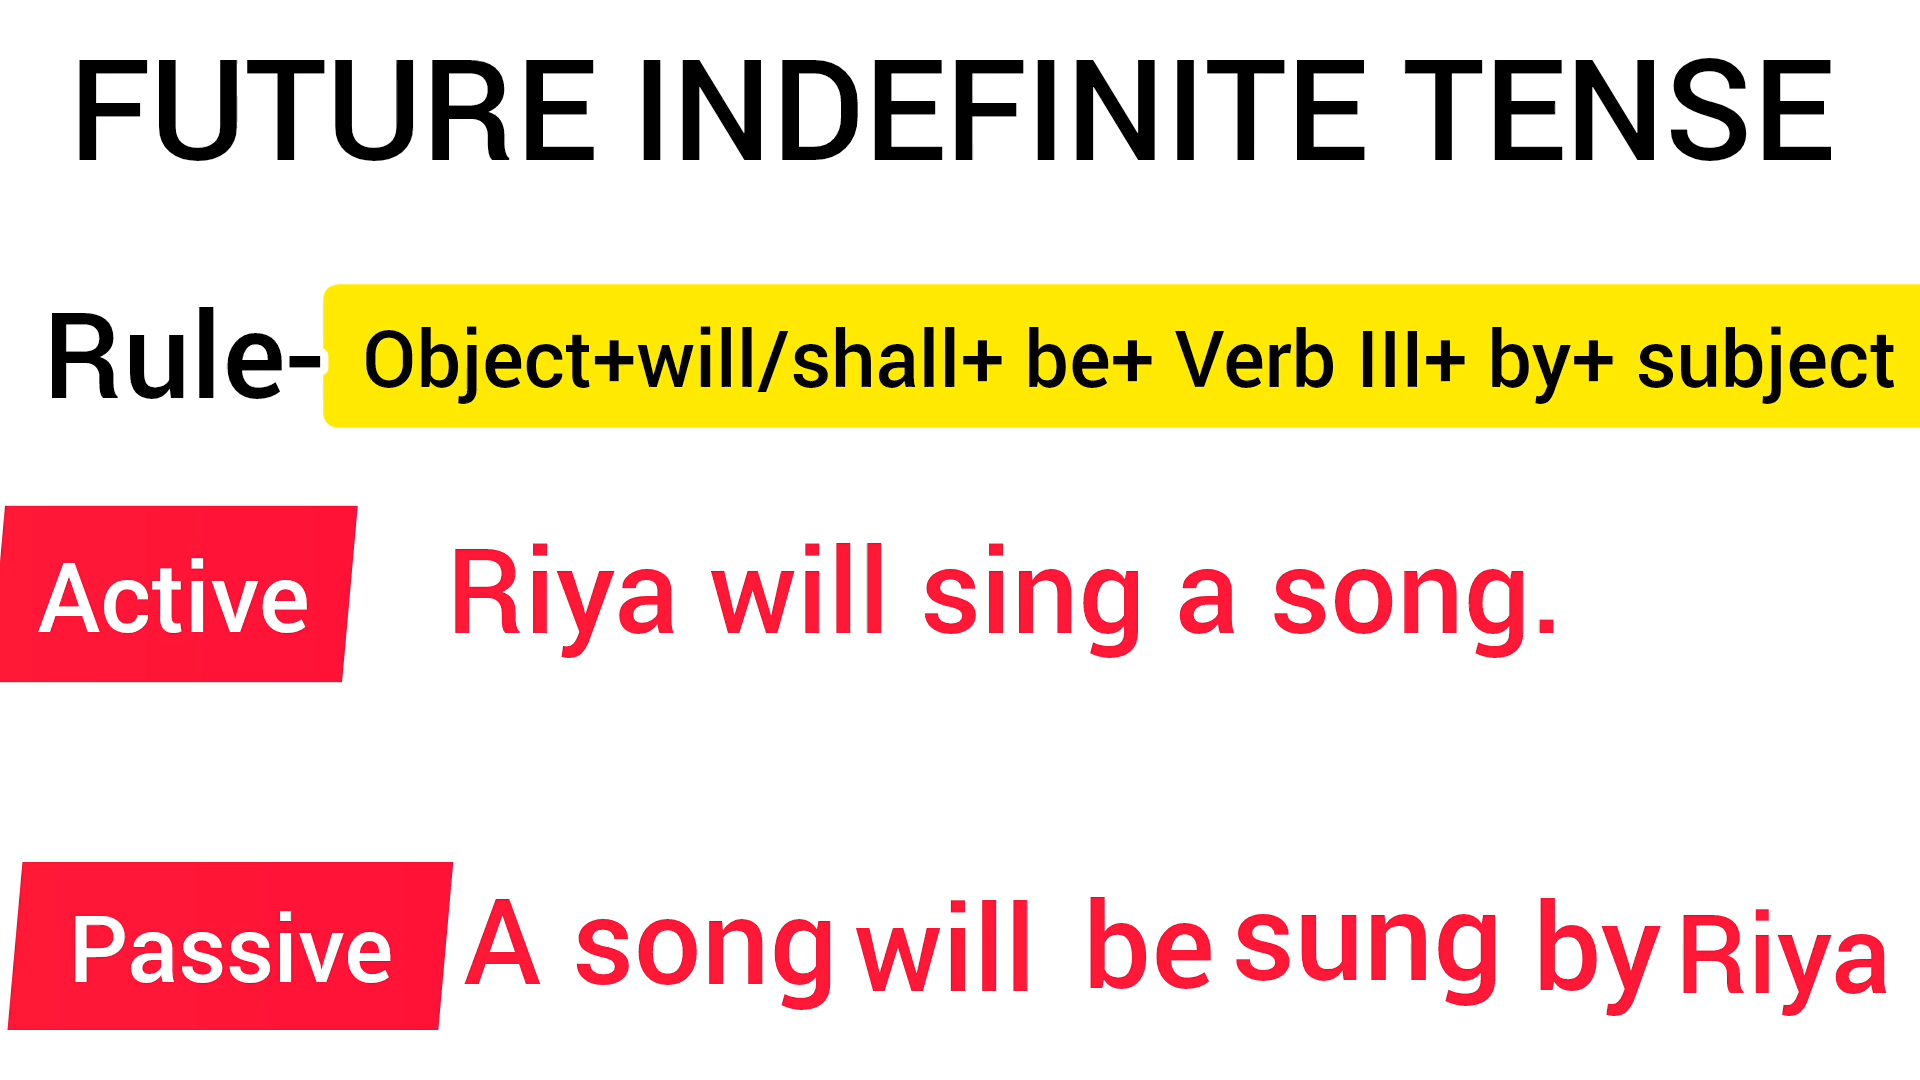 FUTURE INDEFINITE TENSE
Rule- Object+will/shall+ be+ Verb III+ by+ subject
Active Riya will sing a song.
Passive A song will be sung by Riya